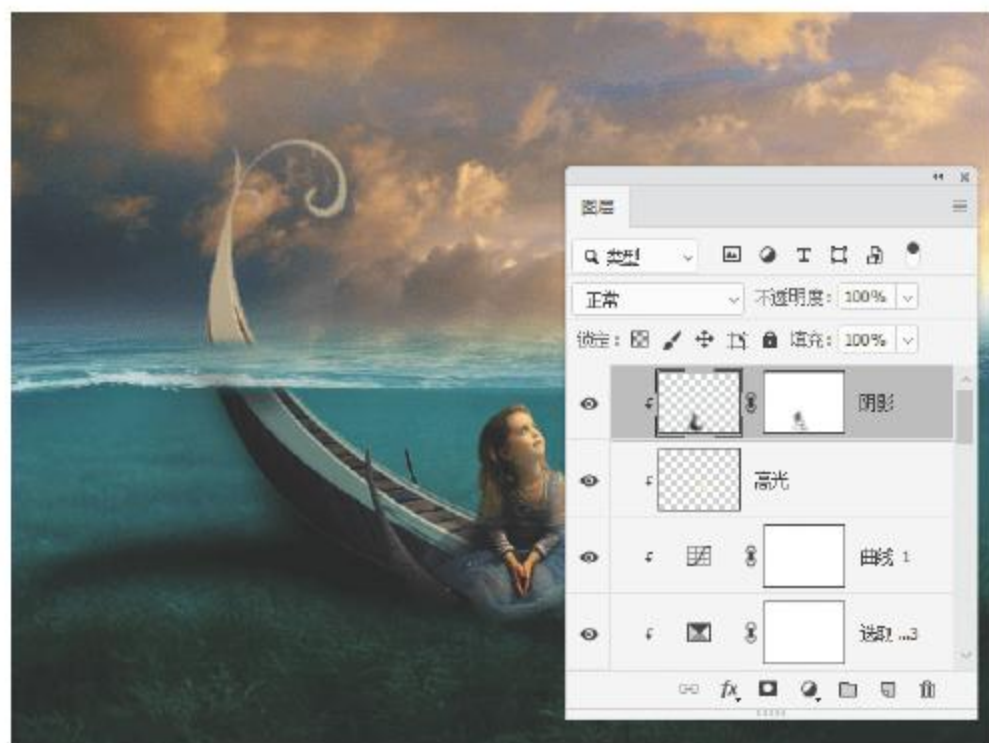 图层
类型
正常 不透明度: 100%
锁定: 填充: 100%
阴影
高光
曲线 1
选取 ...3
fx